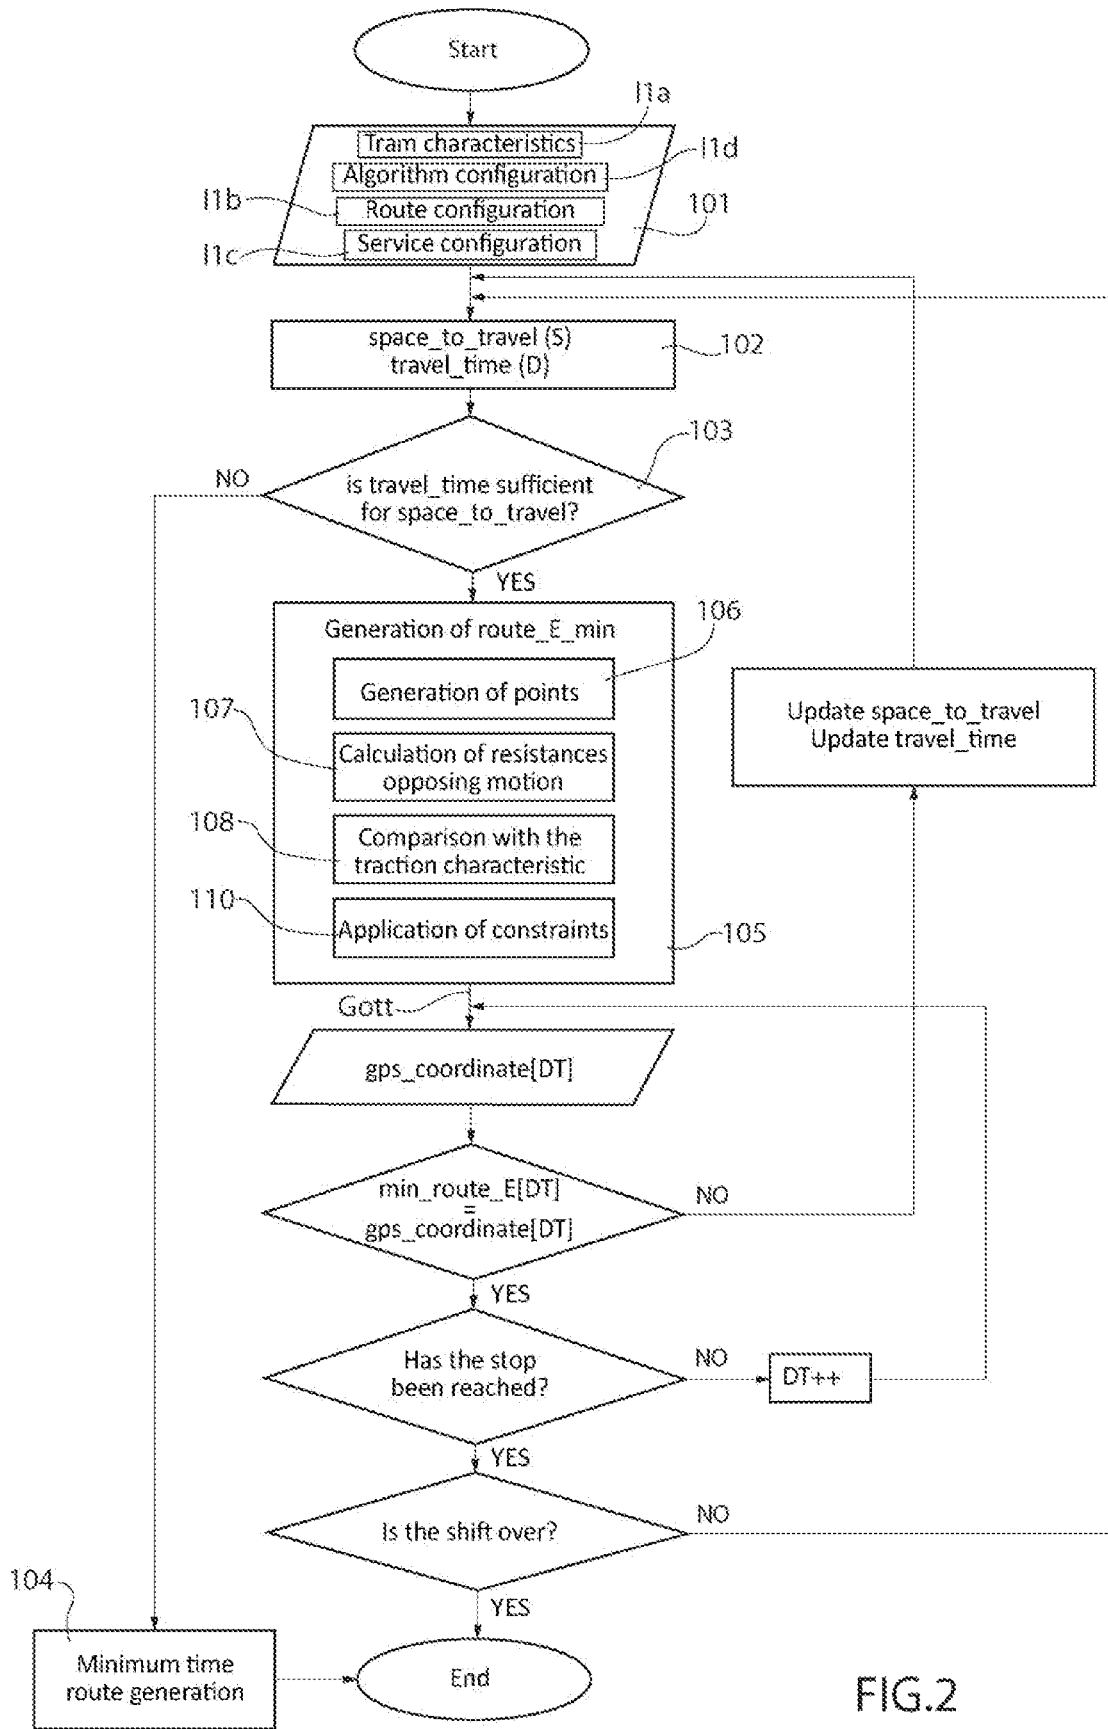 Start
I1a
Tram characteristics
I1d
Algorithm configuration
I1b
Route configuration
101
I1c
Service configuration
space_to_travel (S)
travel_time (D)
102
103
NO
is travel_time sufficient
for space_to_travel?
YES
106
Generation of route_E_min
Generation of points
107
Calculation of resistances
opposing motion
108
Comparison with the
traction characteristic
110
Application of constraints
105
Update space_to_travel
Update travel_time
Gott
gps_coordinate[DT]
min_route_E[DT]
=
gps_coordinate[DT]
NO
YES
Has the stop
been reached?
NO
DT++
YES
Is the shift over?
NO
YES
104
Minimum time
route generation
End
FIG.2